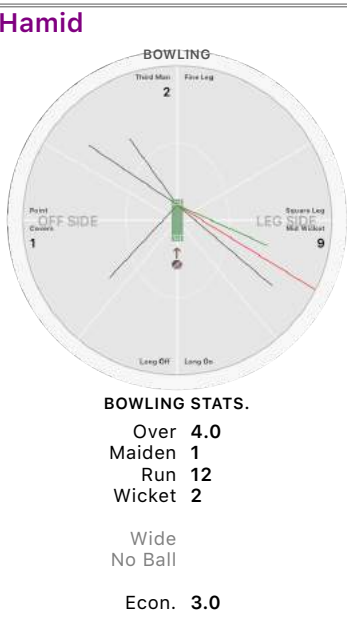 Hamid
BOWLING
Third Man Fine Leg
2
Point Square Leg
OFF SIDE LEG SIDE
Covers Mid Wicket
1 9
Long Off Long On
BOWLING STATS.
Over 4.0
Maiden 1
Run 12
Wicket 2
Wide
No Ball
Econ. 3.0